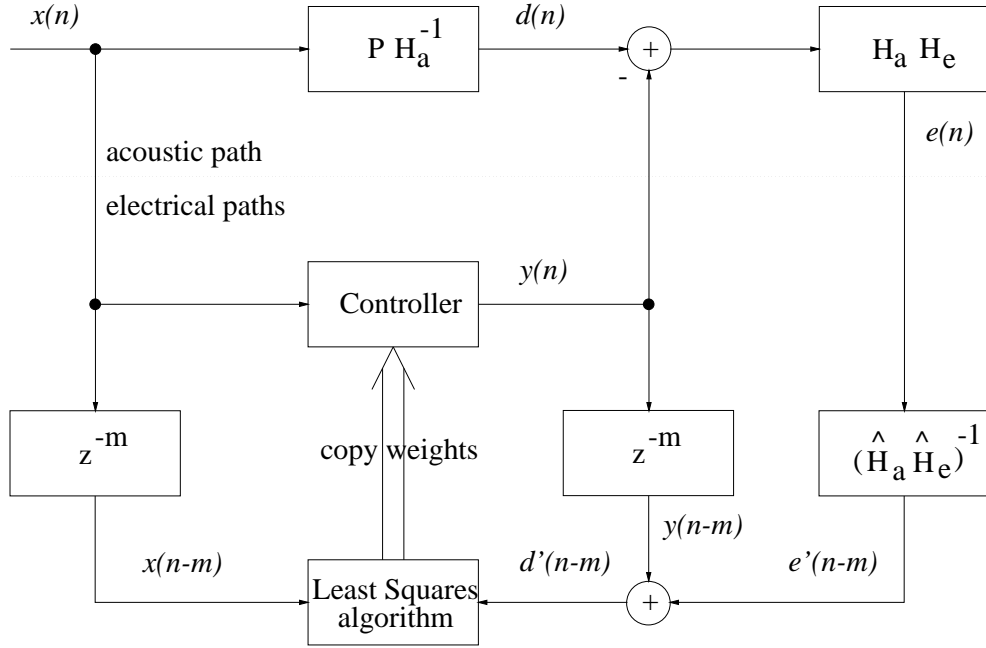 x(n)
P H_a^{-1}
d(n)
+
-
H_a H_e
e(n)
acoustic path
electrical paths
Controller
y(n)
z^{-m}
copy weights
z^{-m}
(Ĥ_a Ĥ_e)^{-1}
x(n-m)
Least Squares
algorithm
d'(n-m)
y(n-m)
+
e'(n-m)